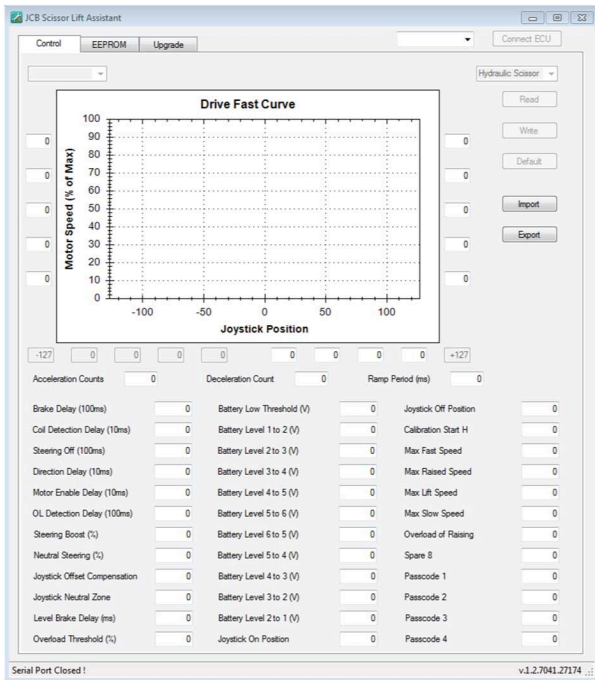 JCB Scissor Lift Assistant
Control EEPROM Upgrade Connect ECU
Hydraulic Scissor
Drive Fast Curve
Read
Write
Default
Import
Export
Motor Speed (% of Max)
100
90
80
70
60
50
40
30
20
10
0
0 0
0 0
0 0
0 0
0 0
-100 -50 0 50 100
Joystick Position
-127 0 0 0 0 0 0 0 0 +127
Acceleration Counts 0 Deceleration Count 0 Ramp Period (ms) 0
Brake Delay (100ms) 0 Battery Low Threshold (V) 0 Joystick Off Position 0
Coil Detection Delay (10ms) 0 Battery Level 1 to 2 (V) 0 Calibration Start H 0
Steering Off (100ms) 0 Battery Level 2 to 3 (V) 0 Max Fast Speed 0
Direction Delay (10ms) 0 Battery Level 3 to 4 (V) 0 Max Raised Speed 0
Motor Enable Delay (10ms) 0 Battery Level 4 to 5 (V) 0 Max Lift Speed 0
OL Detection Delay (100ms) 0 Battery Level 5 to 6 (V) 0 Max Slow Speed 0
Steering Boost (%) 0 Battery Level 6 to 5 (V) 0 Overload of Raising 0
Neutral Steering (%) 0 Battery Level 5 to 4 (V) 0 Spare 8 0
Joystick Offset Compensation 0 Battery Level 4 to 3 (V) 0 Passcode 1 0
Joystick Neutral Zone 0 Battery Level 3 to 2 (V) 0 Passcode 2 0
Level Brake Delay (ms) 0 Battery Level 2 to 1 (V) 0 Passcode 3 0
Overload Threshold (%) 0 Joystick On Position 0 Passcode 4 0
Serial Port Closed ! v.1.2.7041.27174